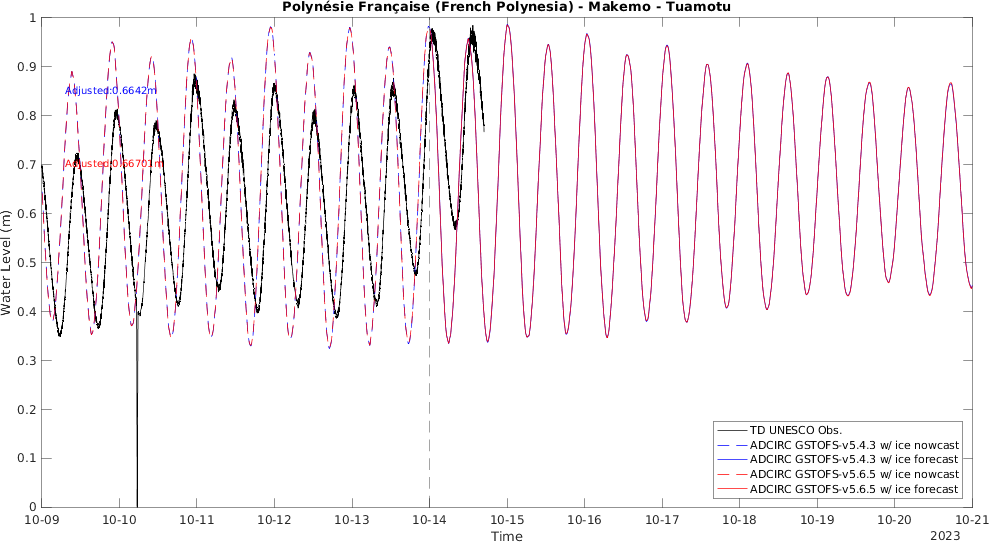 Polynésie Française (French Polynesia) - Makemo - Tuamotu
1
0.9
0.8
0.7
0.6
0.5
0.4
0.3
0.2
0.1
0
Water Level (m)
Adjusted:0.6642m
Adjusted:0.66701m
TD UNESCO Obs.
ADCIRC GSTOFS-v5.4.3 w/ ice nowcast
ADCIRC GSTOFS-v5.4.3 w/ ice forecast
ADCIRC GSTOFS-v5.6.5 w/ ice nowcast
ADCIRC GSTOFS-v5.6.5 w/ ice forecast
10-09 10-10 10-11 10-12 10-13 10-14 10-15 10-16 10-17 10-18 10-19 10-20 10-21
Time
2023